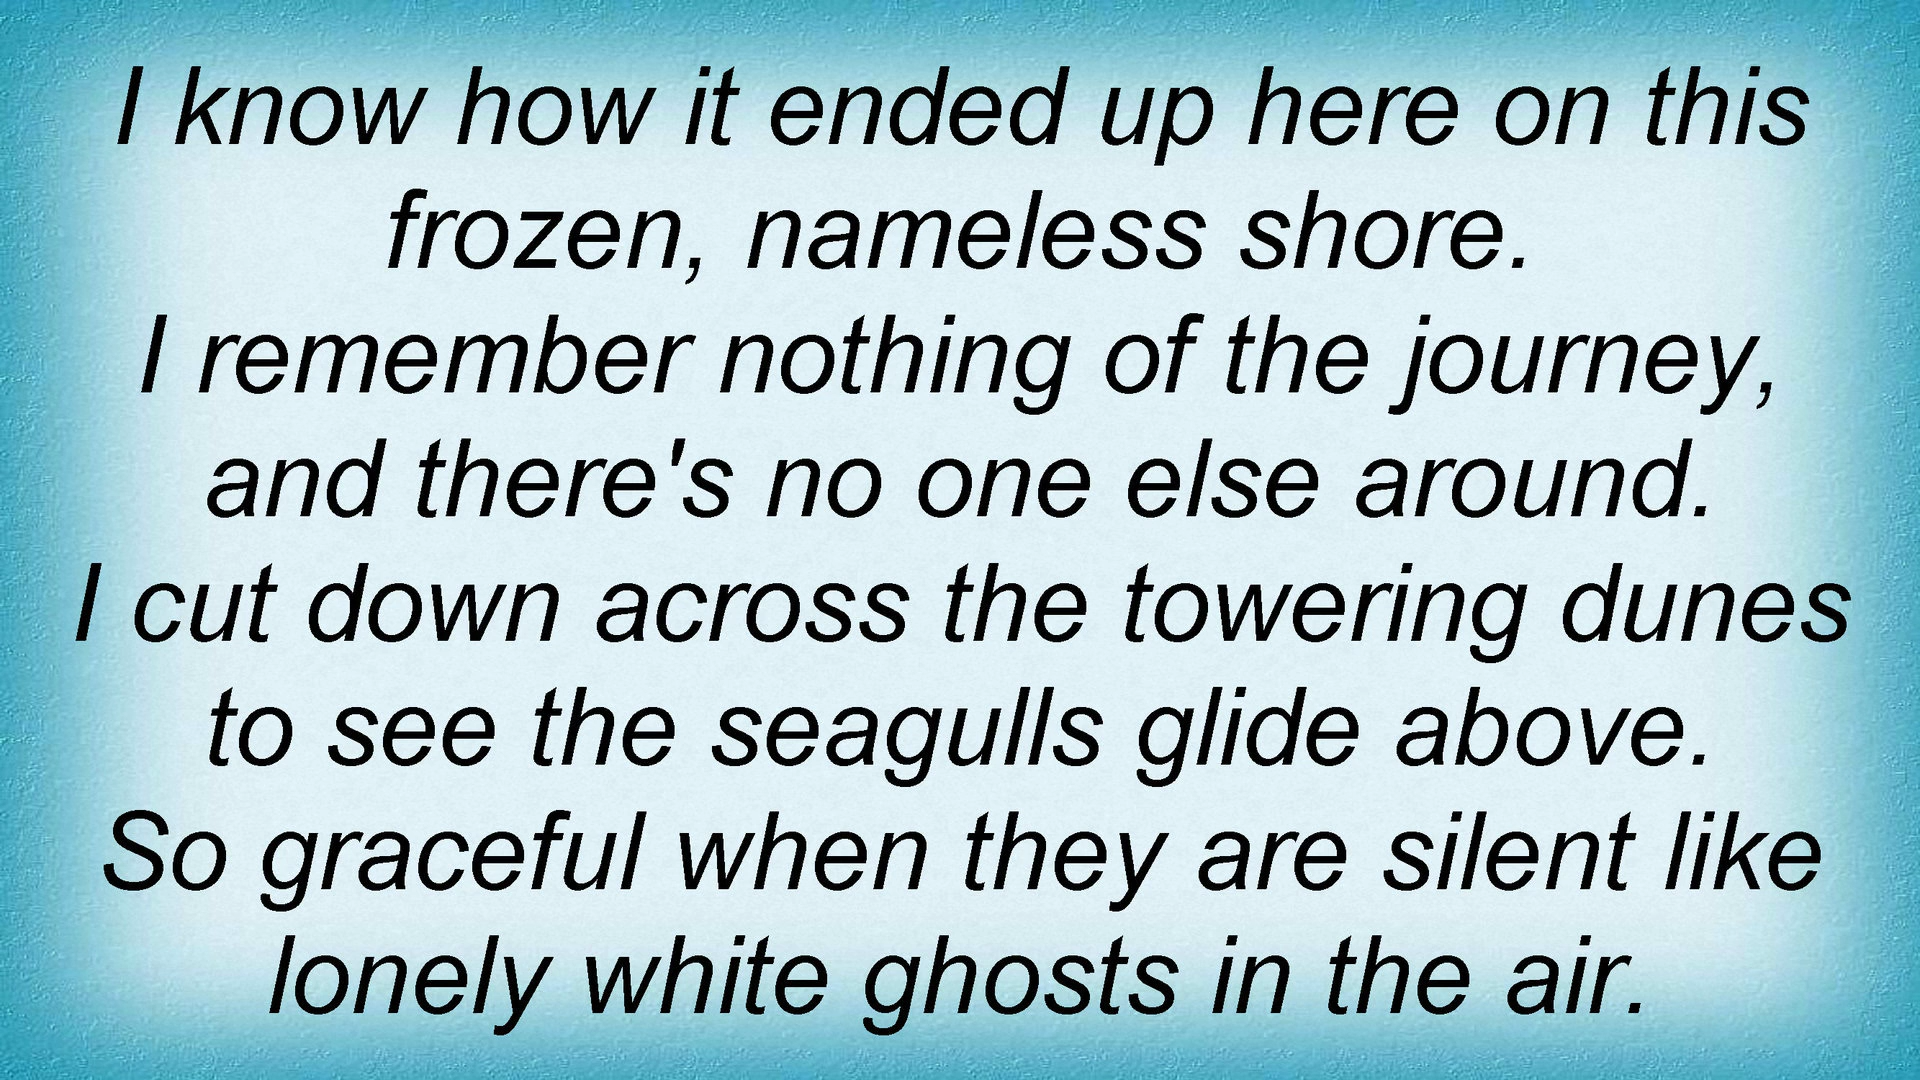 I know how it ended up here on this
frozen, nameless shore.
I remember nothing of the journey,
and there's no one else around.
I cut down across the towering dunes
to see the seagulls glide above.
So graceful when they are silent like
lonely white ghosts in the air.